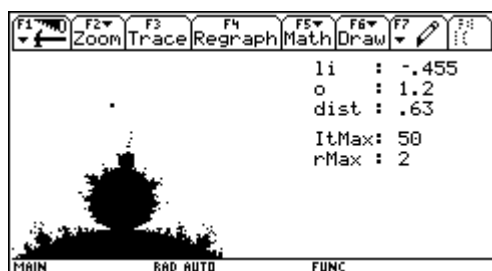 F1 F2 Zoom F3 Trace F4 Regraph F5 Math F6 Draw F7
li : -.455
o : 1.2
dist : .63
ItMax: 50
rMax : 2
MAIN RAD AUTO FUNC